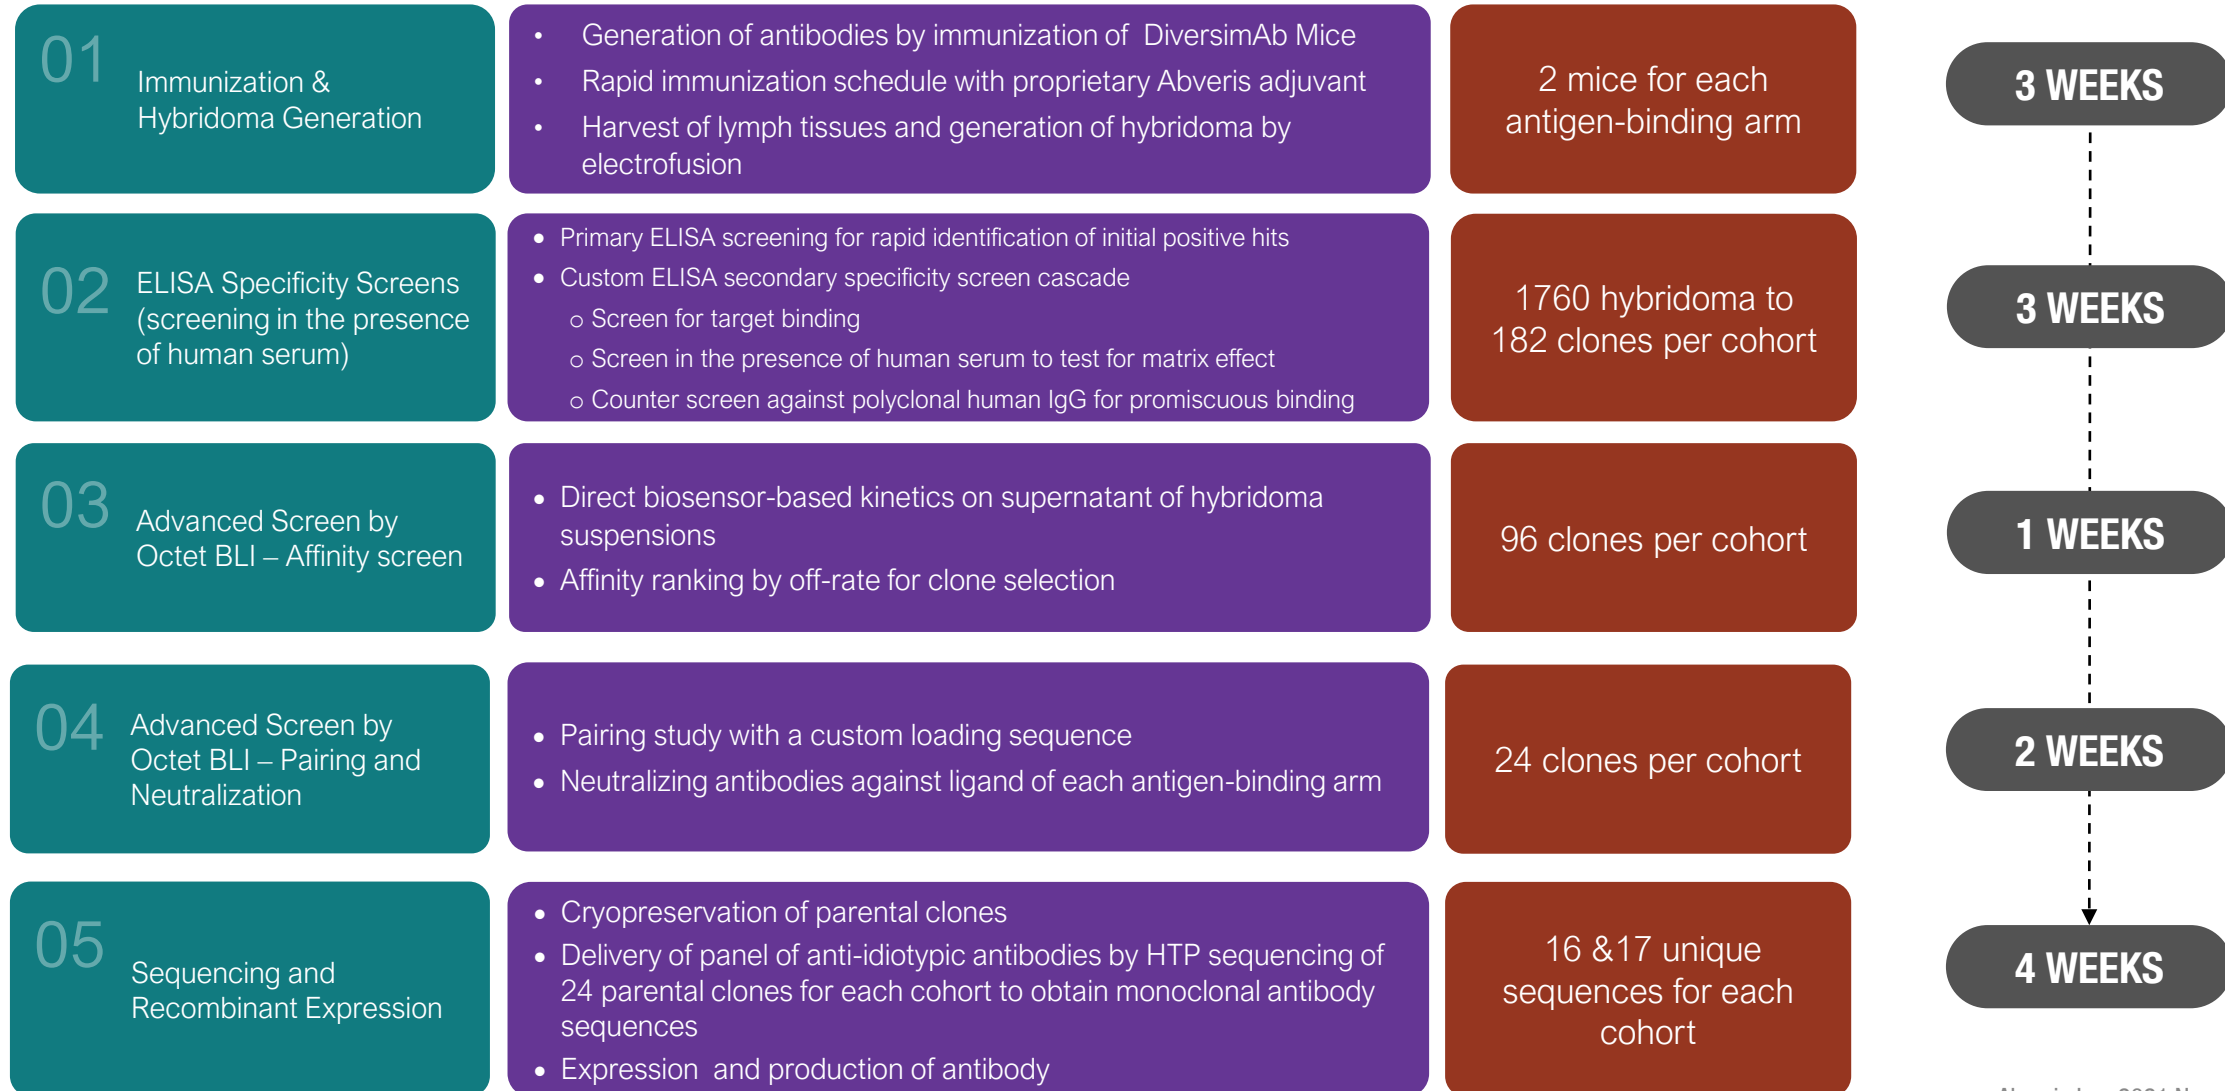 01
Immunization &
Hybridoma Generation
• Generation of antibodies by immunization of DiversimAb Mice
• Rapid immunization schedule with proprietary Abveris adjuvant
• Harvest of lymph tissues and generation of hybridoma by
electrofusion
2 mice for each
antigen-binding arm
3 WEEKS
02
ELISA Specificity Screens
(screening in the presence
of human serum)
• Primary ELISA screening for rapid identification of initial positive hits
• Custom ELISA secondary specificity screen cascade
o Screen for target binding
o Screen in the presence of human serum to test for matrix effect
o Counter screen against polyclonal human IgG for promiscuous binding
1760 hybridoma to
182 clones per cohort
3 WEEKS
03
Advanced Screen by
Octet BLI – Affinity screen
• Direct biosensor-based kinetics on supernatant of hybridoma
suspensions
• Affinity ranking by off-rate for clone selection
96 clones per cohort
1 WEEKS
04
Advanced Screen by
Octet BLI – Pairing and
Neutralization
• Pairing study with a custom loading sequence
• Neutralizing antibodies against ligand of each antigen-binding arm
24 clones per cohort
2 WEEKS
05
Sequencing and
Recombinant Expression
• Cryopreservation of parental clones
• Delivery of panel of anti-idiotypic antibodies by HTP sequencing of
24 parental clones for each cohort to obtain monoclonal antibody
sequences
• Expression and production of antibody
16 &17 unique
sequences for each
cohort
4 WEEKS